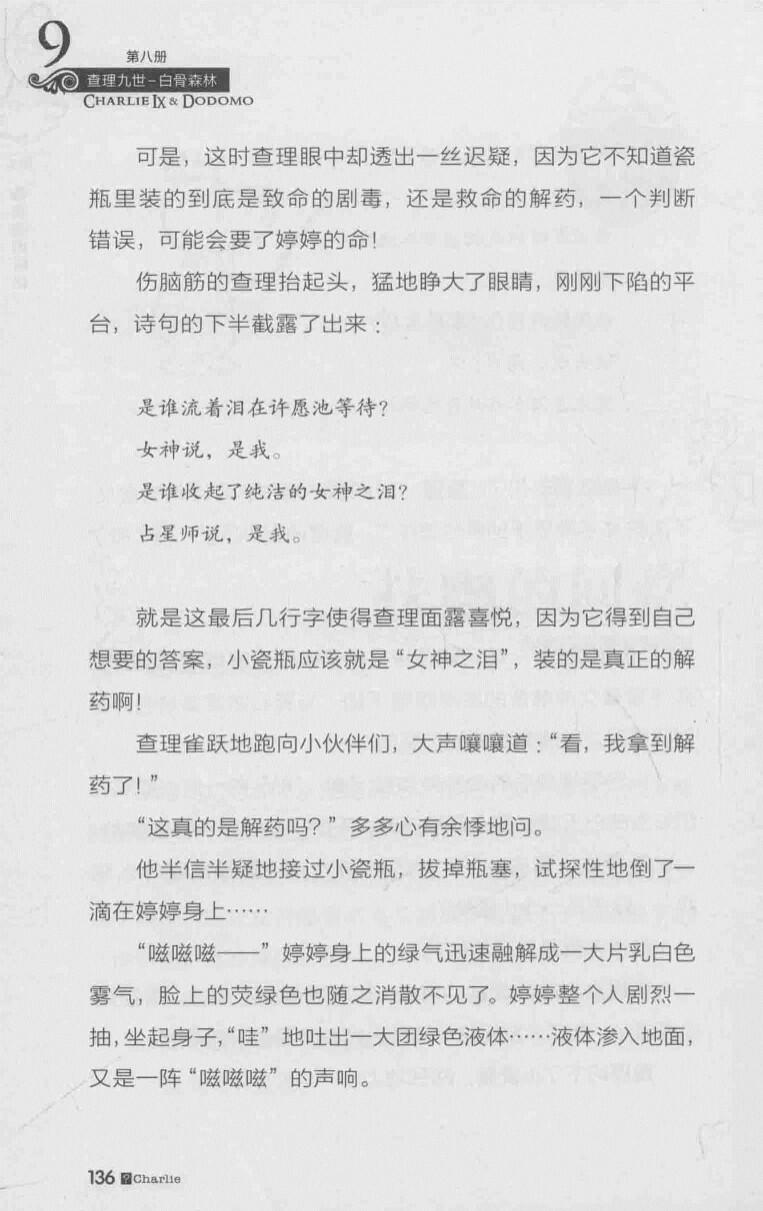 9
第八册
查理九世-白骨森林
CHARLIE IX & DODOMO
可是，这时查理眼中却透出一丝迟疑，因为它不知道瓷
瓶里装的到底是致命的剧毒，还是救命的解药，一个判断
错误，可能会要了婷婷的命！
伤脑筋的查理抬起头，猛地睁大了眼睛，刚刚下陷的平
台，诗句的下半截露了出来：
是谁流着泪在许愿池等待？
女神说，是我。
是谁收起了纯洁的女神之泪？
占星师说，是我。
就是这最后几行字使得查理面露喜悦，因为它得到自己
想要的答案，小瓷瓶应该就是“女神之泪”，装的是真正的解
药啊！
查理雀跃地跑向小伙伴们，大声嚷嚷道：“看，我拿到解
药了！”
“这真的是解药吗？”多多心有余悸地问。
他半信半疑地接过小瓷瓶，拔掉瓶塞，试探性地倒了一
滴在婷婷身上……
“嗞嗞嗞——”婷婷身上的绿气迅速融解成一大片乳白色
雾气，脸上的荧绿色也随之消散不见了。婷婷整个人剧烈一
抽，坐起身子，“哇”地吐出一大团绿色液体……液体渗入地面，
又是一阵“嗞嗞嗞”的声响。
136 Charlie